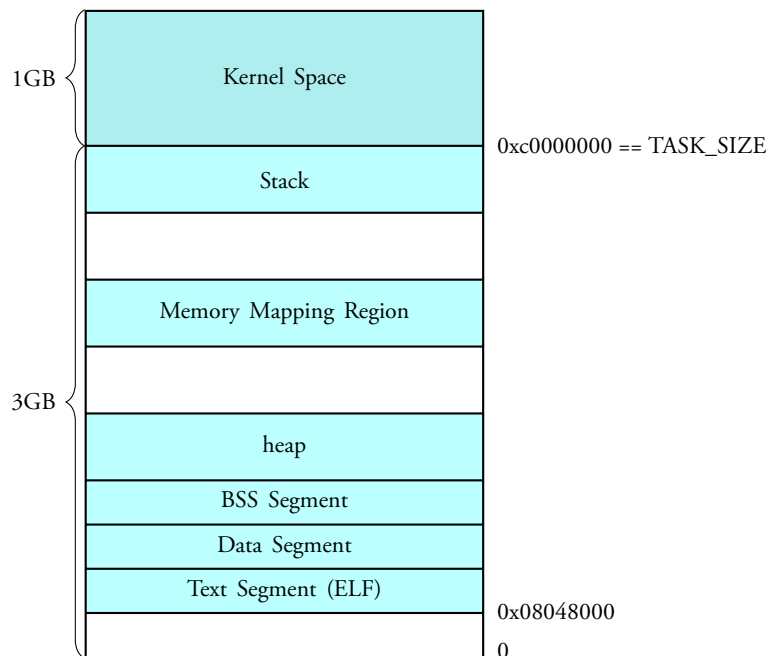 1GB
Kernel Space
0xc0000000 == TASK_SIZE
Stack
Memory Mapping Region
3GB
heap
BSS Segment
Data Segment
Text Segment (ELF)
0x08048000
0